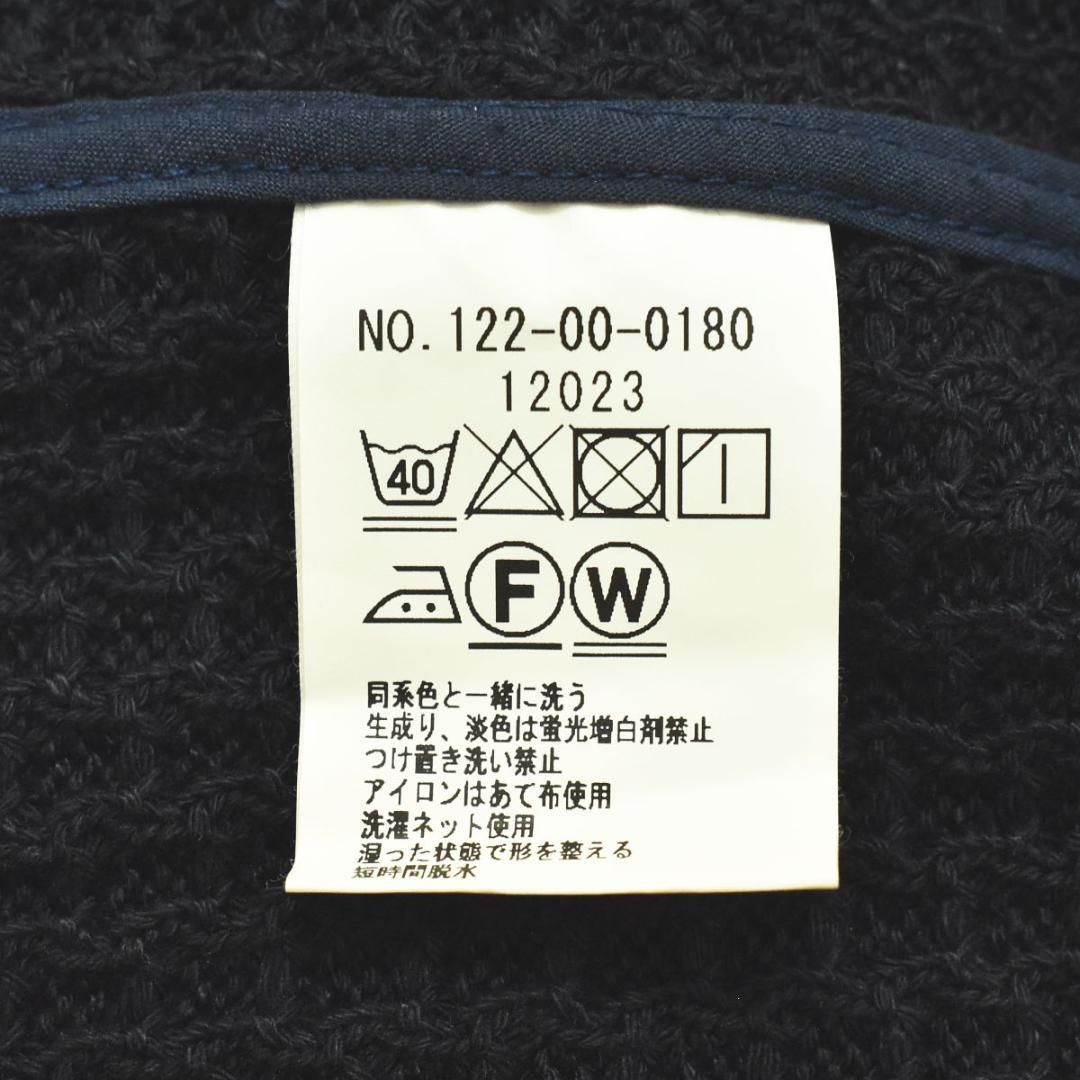 NO.122-00-0180
12023
40
F W
同系色と一緒に洗う
生成り、淡色は蛍光増白剤禁止
つけ置き洗い禁止
アイロンはあて布使用
洗濯ネット使用
湿った状態で形を整える
短時間脱水